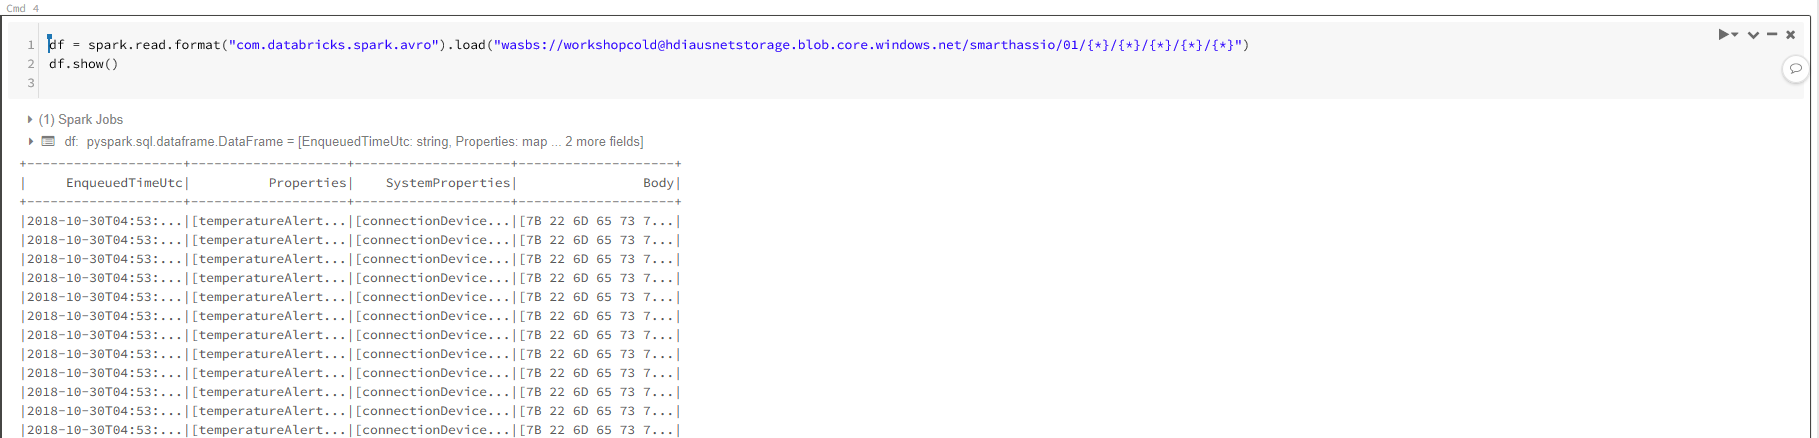 Cmd 4
1 df = spark.read.format("com.databricks.spark.avro").load("wasbs://workshopcold@hdiausnetstorage.blob.core.windows.net/smarthassio/01/{*}/{*}/{*}/{*}/{*}")
2 df.show()
3
(1) Spark Jobs
df: pyspark.sql.dataframe.DataFrame = [EnqueuedTimeUtc: string, Properties: map ... 2 more fields]
+--------------------+--------------------+--------------------+--------------------+
|     EnqueuedTimeUtc|          Properties|    SystemProperties|                Body|
+--------------------+--------------------+--------------------+--------------------+
|2018-10-30T04:53:...|[temperatureAlert...|[connectionDevice...|[7B 22 6D 65 73 7...|
|2018-10-30T04:53:...|[temperatureAlert...|[connectionDevice...|[7B 22 6D 65 73 7...|
|2018-10-30T04:53:...|[temperatureAlert...|[connectionDevice...|[7B 22 6D 65 73 7...|
|2018-10-30T04:53:...|[temperatureAlert...|[connectionDevice...|[7B 22 6D 65 73 7...|
|2018-10-30T04:53:...|[temperatureAlert...|[connectionDevice...|[7B 22 6D 65 73 7...|
|2018-10-30T04:53:...|[temperatureAlert...|[connectionDevice...|[7B 22 6D 65 73 7...|
|2018-10-30T04:53:...|[temperatureAlert...|[connectionDevice...|[7B 22 6D 65 73 7...|
|2018-10-30T04:53:...|[temperatureAlert...|[connectionDevice...|[7B 22 6D 65 73 7...|
|2018-10-30T04:53:...|[temperatureAlert...|[connectionDevice...|[7B 22 6D 65 73 7...|
|2018-10-30T04:53:...|[temperatureAlert...|[connectionDevice...|[7B 22 6D 65 73 7...|
|2018-10-30T04:53:...|[temperatureAlert...|[connectionDevice...|[7B 22 6D 65 73 7...|
|2018-10-30T04:53:...|[temperatureAlert...|[connectionDevice...|[7B 22 6D 65 73 7...|